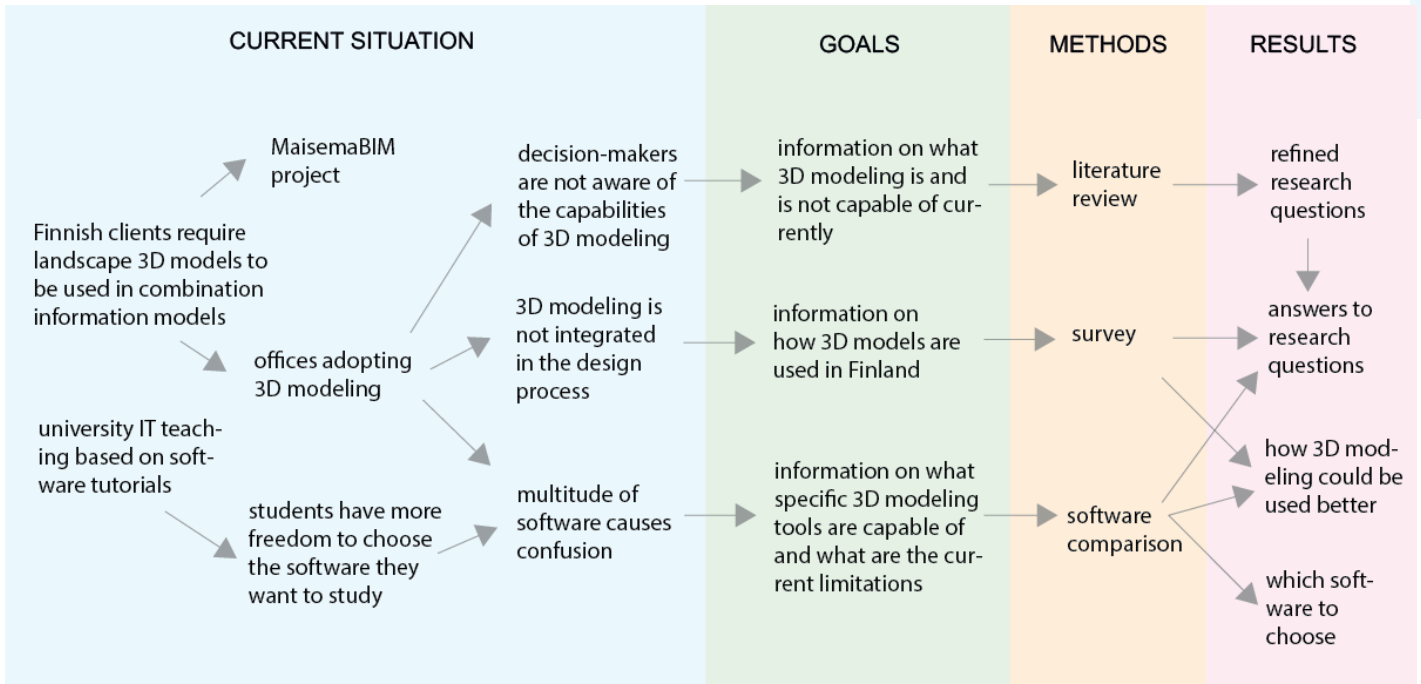 CURRENT SITUATION
GOALS
METHODS
RESULTS
MaisemaBIM
project
Finnish clients require
landscape 3D models to
be used in combination
information models
offices adopting
3D modeling
university IT teach-
ing based on soft-
ware tutorials
students have more
freedom to choose
the software they
want to study
decision-makers
are not aware of
the capabilities
of 3D modeling
3D modeling is
not integrated
in the design
process
multitude of
software causes
confusion
information on what
3D modeling is and
is not capable of cur-
rently
information on
how 3D models are
used in Finland
information on what
specific 3D modeling
tools are capable of
and what are the cur-
rent limitations
literature
review
survey
software
comparison
refined
research
questions
answers to
research
questions
how 3D mod-
eling could be
used better
which soft-
ware to
choose